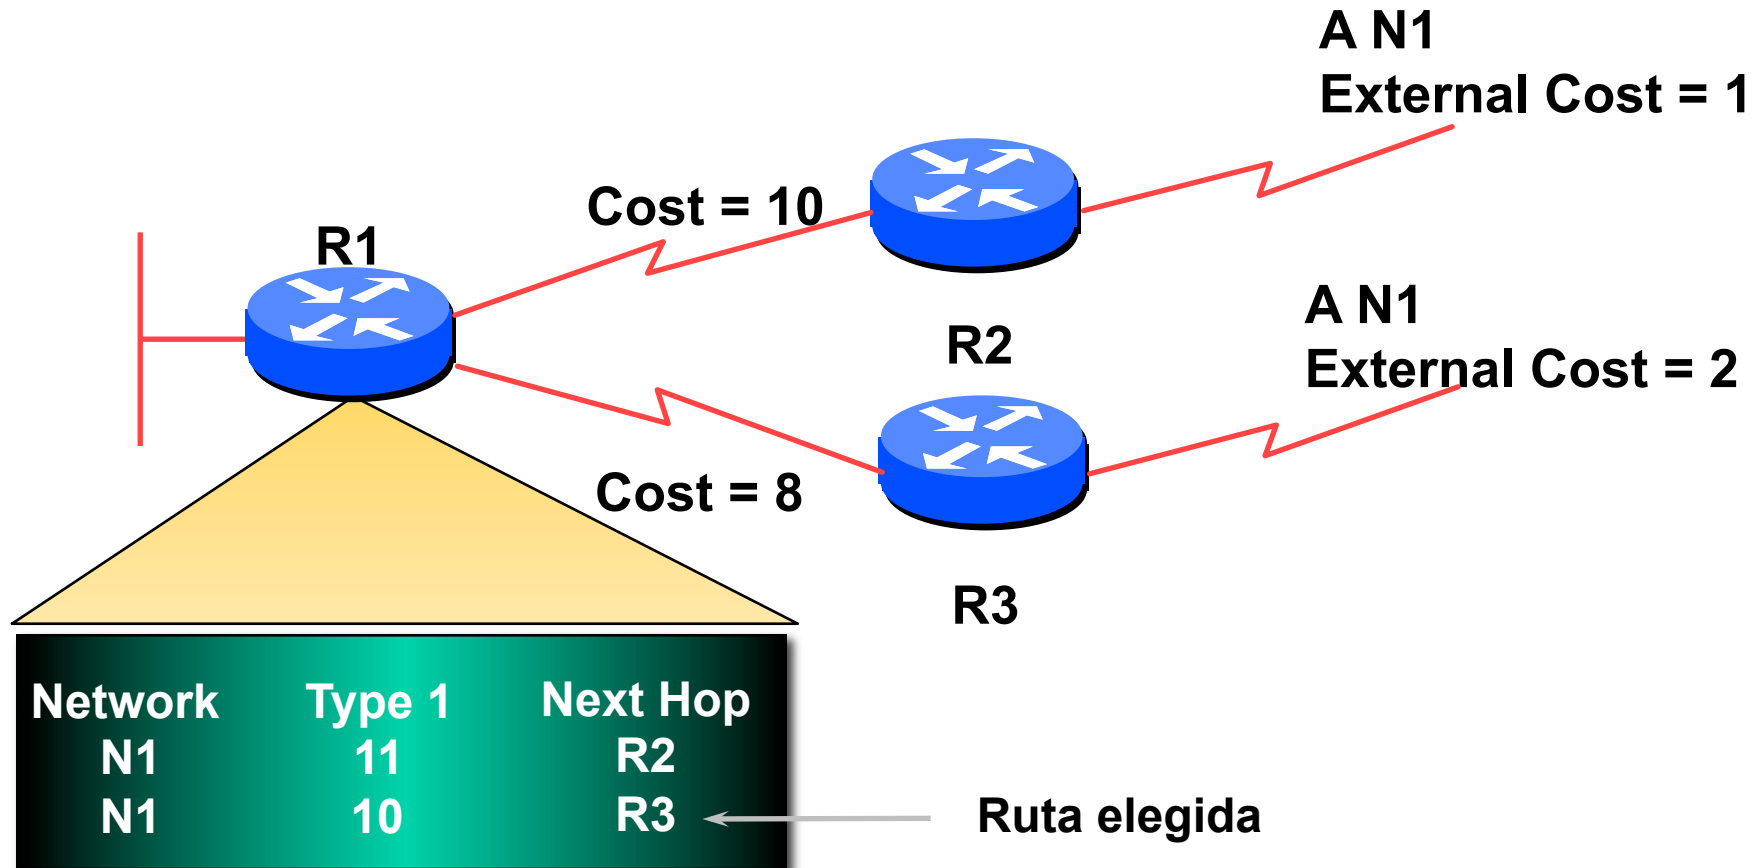 A N1
External Cost = 1
Cost = 10
R1
R2
A N1
External Cost = 2
Cost = 8
R3
Network Type 1 Next Hop
N1 11 R2
N1 10 R3
Ruta elegida